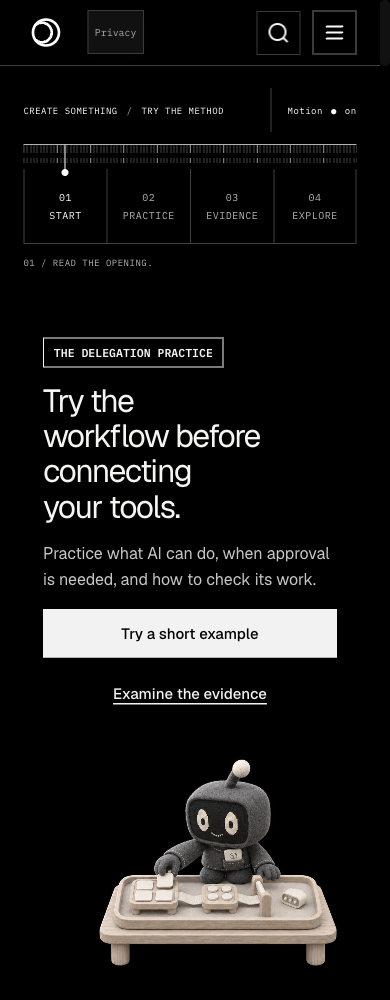 Privacy
CREATE SOMETHING / TRY THE METHOD
Motion ● on
01
START
02
PRACTICE
03
EVIDENCE
04
EXPLORE
01 / READ THE OPENING.
THE DELEGATION PRACTICE
Try the
workflow before
connecting
your tools.
Practice what AI can do, when approval
is needed, and how to check its work.
Try a short example
Examine the evidence